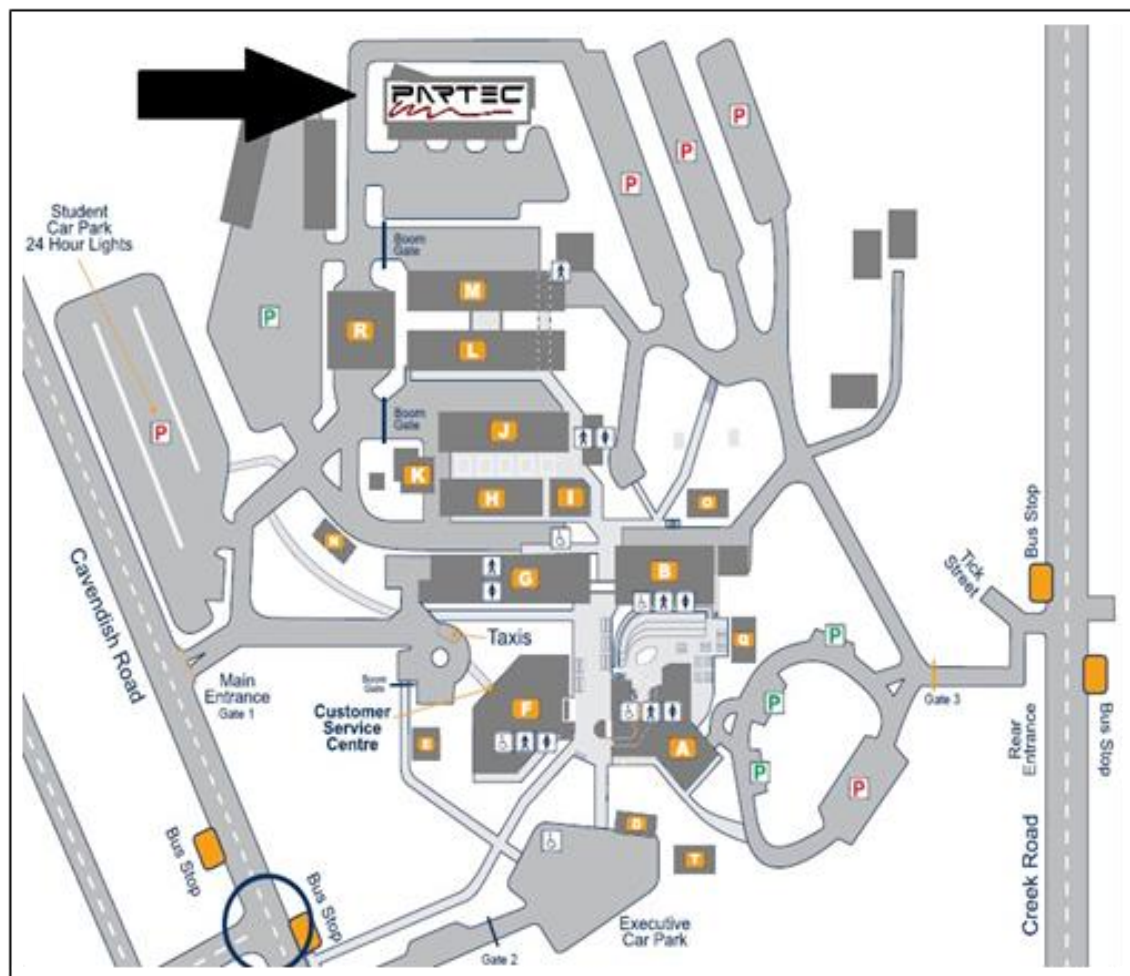 PARTEC
P
P
P
Student
Car Park
24 Hour Lights
Boom
Gate
M
P
R
L
Boom
Gate
J
P
K
H
I
O
Bus Stop
Tick
Street
G
B
Cavendish Road
Taxis
Q
P
Main
Entrance
Gate 1
Boom
Gate
P
Gate 3
Customer
Service
Centre
F
A
Rear
Entrance
Bus Stop
E
P
P
D
T
Bus Stop
Bus Stop
Executive
Car Park
Gate 2
Creek Road